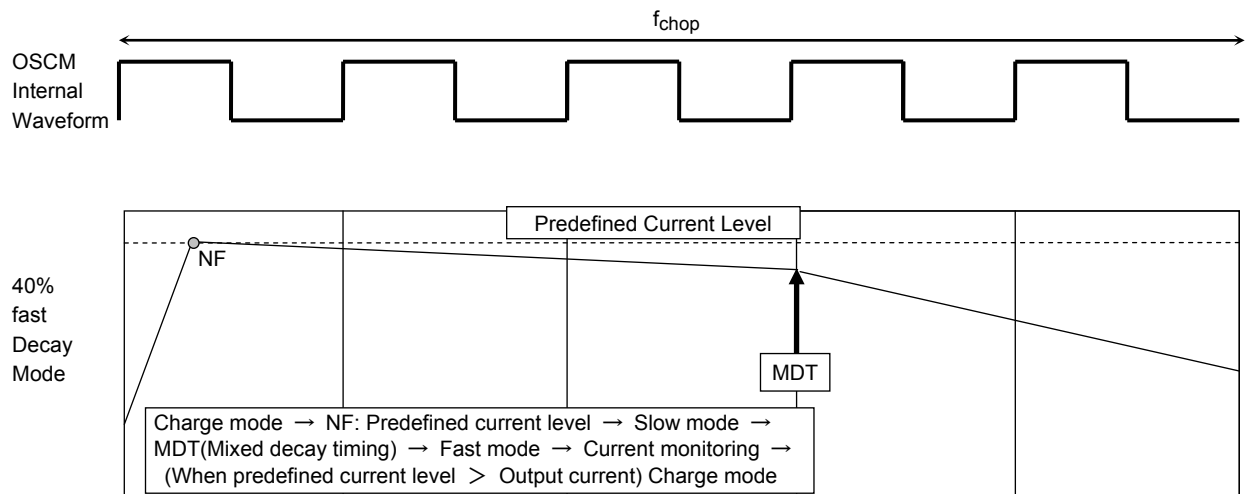 fchop
OSCM
Internal
Waveform
Predefined Current Level
NF
40%
fast
Decay
Mode
MDT
Charge mode → NF: Predefined current level → Slow mode →
MDT(Mixed decay timing) → Fast mode → Current monitoring →
(When predefined current level ＞ Output current) Charge mode